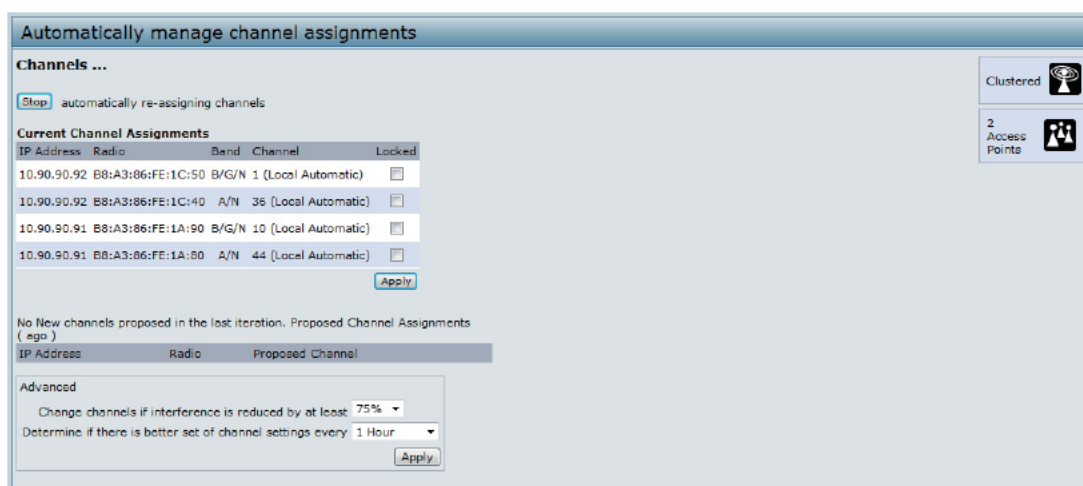 Automatically manage channel assignments
Channels ...
Clustered
2
Access
Points
Stop automatically re-assigning channels
Current Channel Assignments
IP Address Radio Band Channel Locked
10.90.90.92 B8:A3:86:FE:1C:50 B/G/N 1 (Local Automatic)
10.90.90.92 B8:A3:86:FE:1C:40 A/N 36 (Local Automatic)
10.90.90.91 B8:A3:86:FE:1A:90 B/G/N 10 (Local Automatic)
10.90.90.91 B8:A3:86:FE:1A:80 A/N 44 (Local Automatic)
Apply
No New channels proposed in the last iteration. Proposed Channel Assignments
( ago )
IP Address Radio Proposed Channel
Advanced
Change channels if interference is reduced by at least 75%
Determine if there is better set of channel settings every 1 Hour
Apply